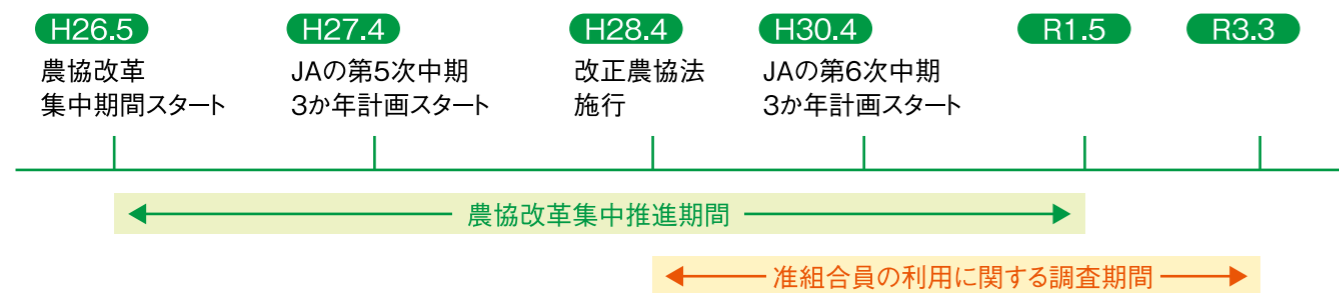 H26.5
農協改革
集中期間スタート
H27.4
JAの第5次中期
3か年計画スタート
H28.4
改正農協法
施行
H30.4
JAの第6次中期
3か年計画スタート
R1.5
R3.3
農協改革集中推進期間
准組合員の利用に関する調査期間